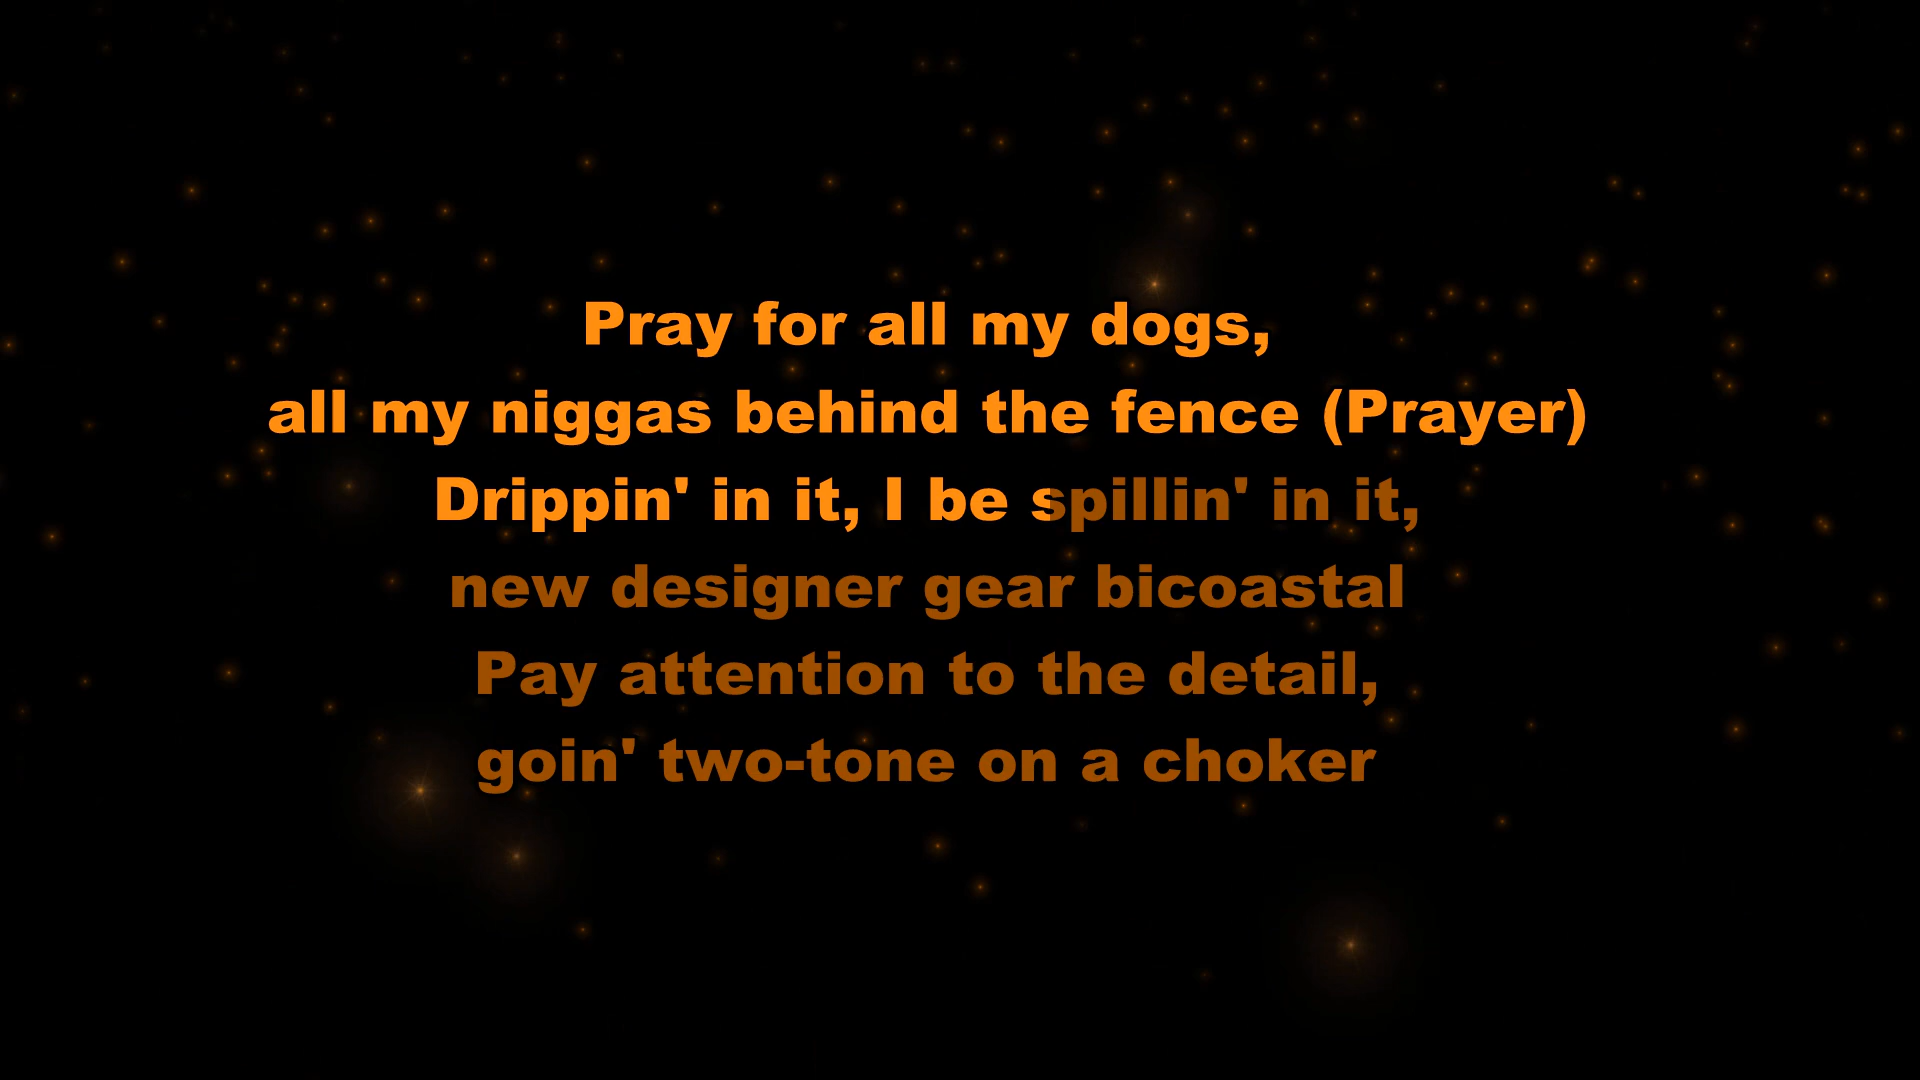 Pray for all my dogs,
all my niggas behind the fence (Prayer)
Drippin' in it, I be spillin' in it,
new designer gear bicoastal
Pay attention to the detail,
goin' two-tone on a choker